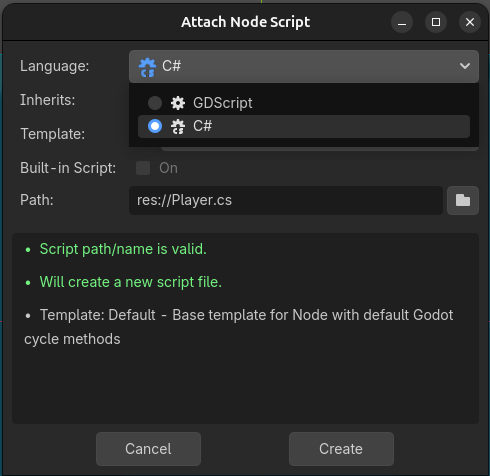 Attach Node Script
Language:
C#
GDScript
C#
Inherits:
Template:
Built-in Script:
On
Path:
res://Player.cs
• Script path/name is valid.
• Will create a new script file.
• Template: Default - Base template for Node with default Godot
cycle methods
Cancel
Create